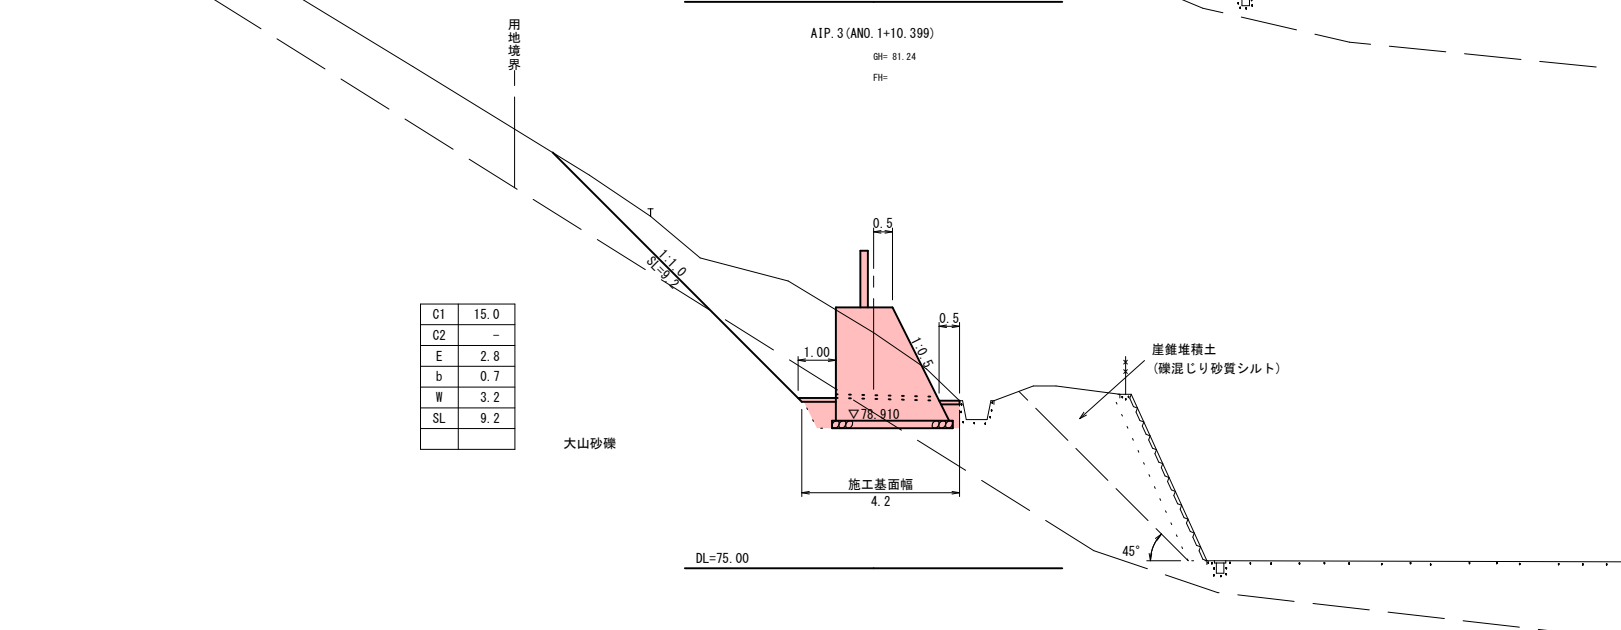 用地境界
AIP.3(ANO.1+10.399)
GH= 81.24
FH=
T
1:1.0
SL=9.2
0.5
1.00
1:0.5
0.5
▽78.910
C1 15.0
C2 -
E 2.8
b 0.7
W 3.2
SL 9.2
大山砂礫
崖錐堆積土
(礫混じり砂質シルト)
施工基面幅
4.2
45°
DL=75.00